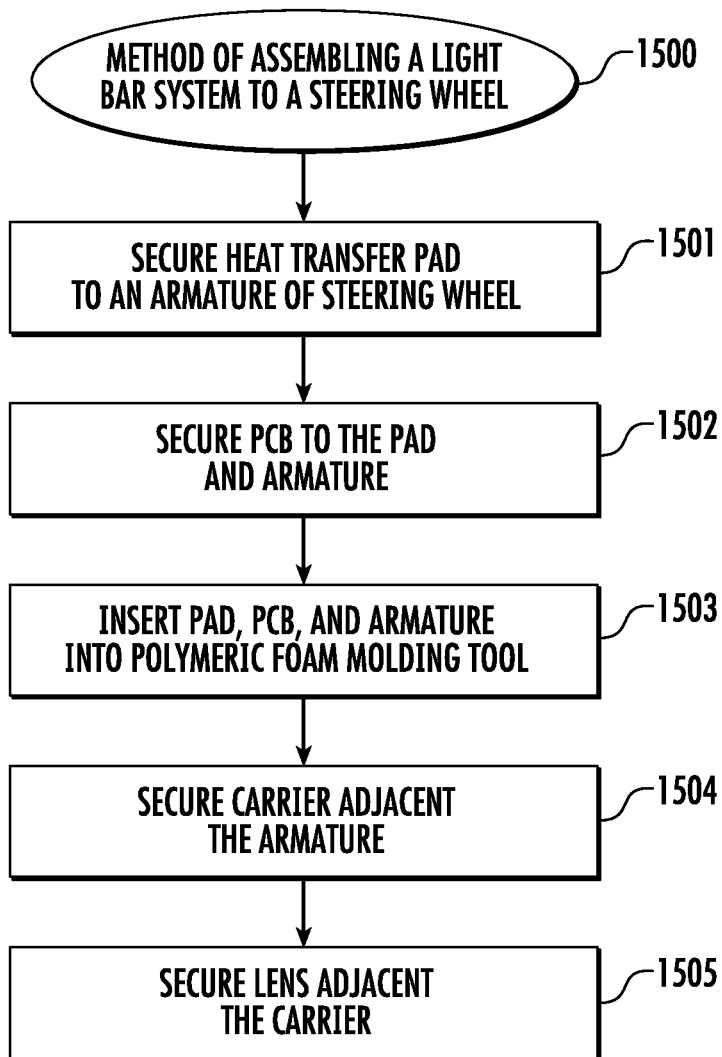 METHOD OF ASSEMBLING A LIGHT
BAR SYSTEM TO A STEERING WHEEL
1500
SECURE HEAT TRANSFER PAD
TO AN ARMATURE OF STEERING WHEEL
1501
SECURE PCB TO THE PAD
AND ARMATURE
1502
INSERT PAD, PCB, AND ARMATURE
INTO POLYMERIC FOAM MOLDING TOOL
1503
SECURE CARRIER ADJACENT
THE ARMATURE
1504
SECURE LENS ADJACENT
THE CARRIER
1505